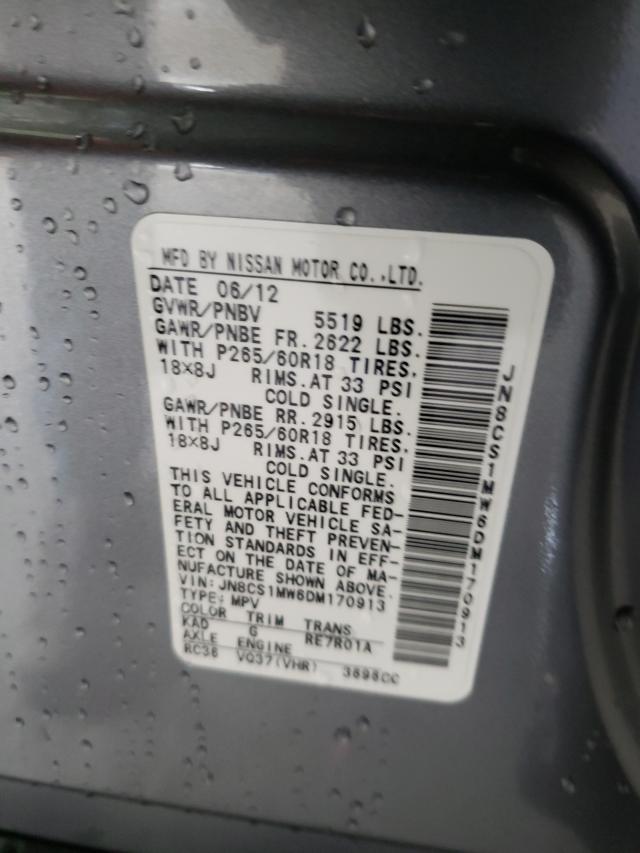 MFD BY NISSAN MOTOR CO.,LTD.
DATE 06/12
GVWR/PNBV 5519 LBS.
GAWR/PNBE FR. 2622 LBS.
WITH P265/60R18 TIRES.
18×8J RIMS. AT 33 PSI
COLD SINGLE.
GAWR/PNBE RR. 2915 LBS.
WITH P265/60R18 TIRES.
18×8J RIMS. AT 33 PSI
COLD SINGLE.
THIS VEHICLE CONFORMS
TO ALL APPLICABLE FED-
ERAL MOTOR VEHICLE SA-
FETY AND THEFT PREVEN-
TION STANDARDS IN EFF-
ECT ON THE DATE OF MA-
NUFACTURE SHOWN ABOVE.
VIN: JN8CS1MW6DM170913
TYPE: MPV
COLOR TRIM TRANS
KAD G RE7R01A
AXLE ENGINE
RC36 VQ37(VHR) 3696CC
JN8CS1MW6DM170913